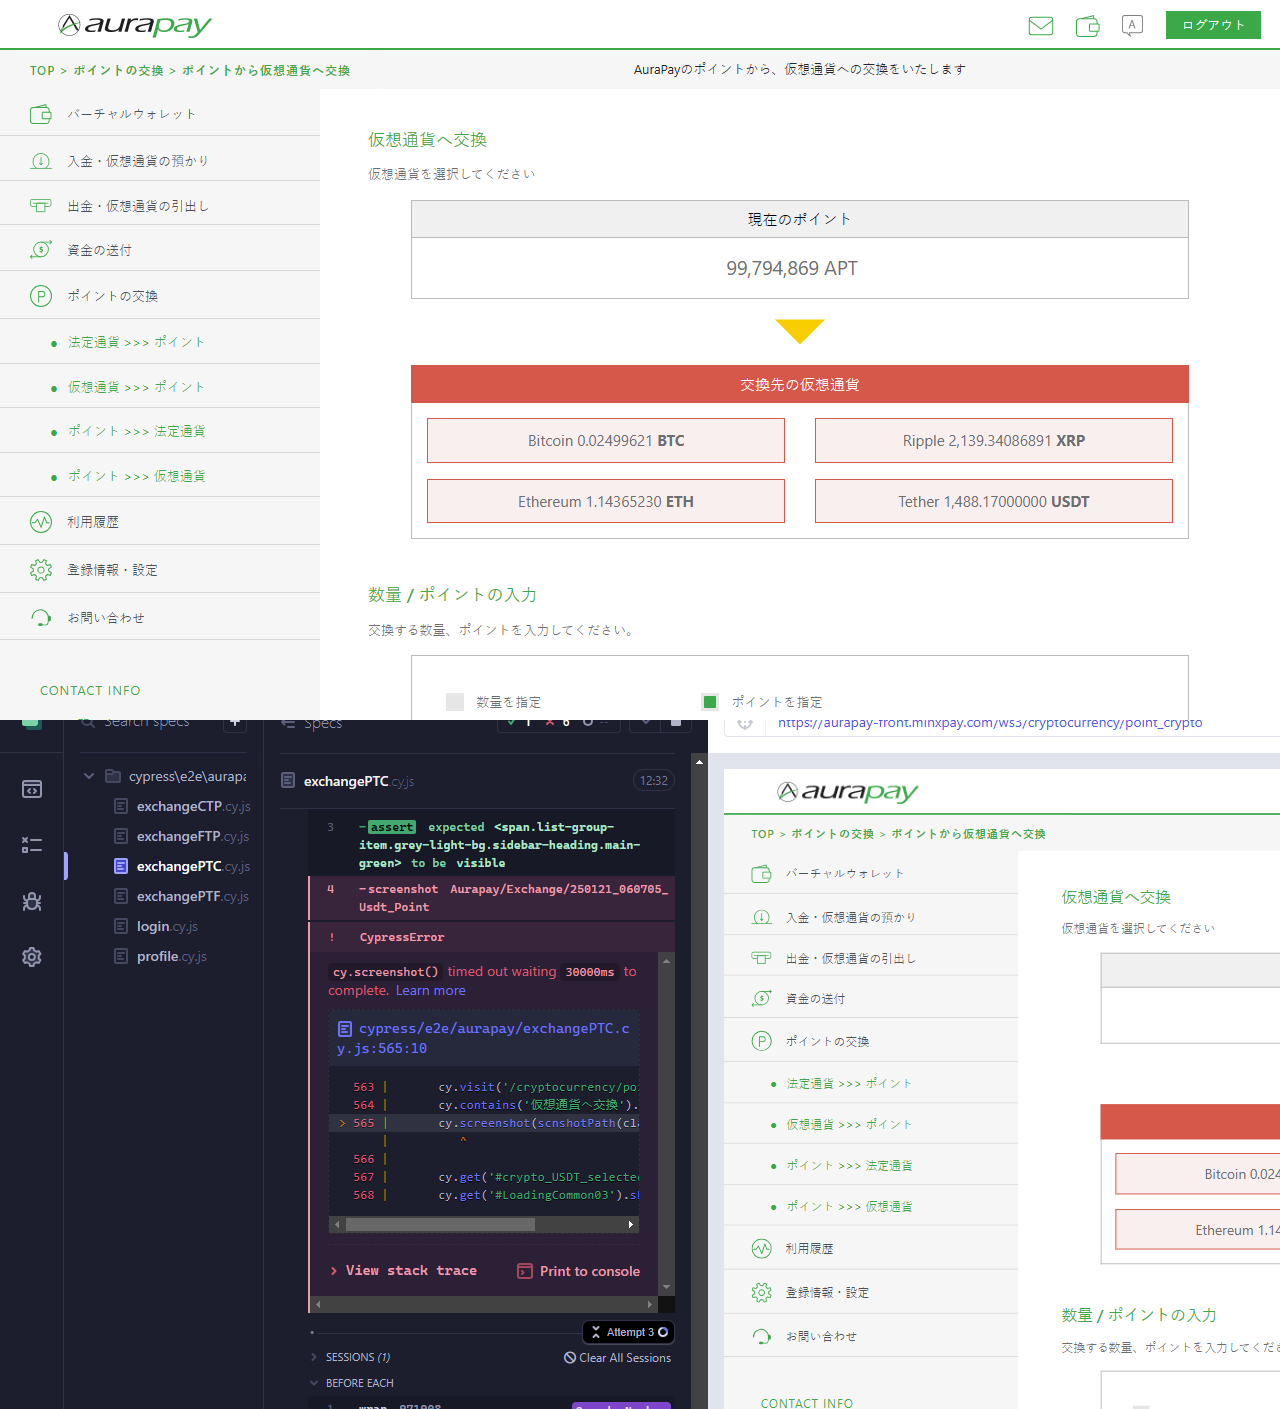 aurapay
A
ログアウト
TOP > ポイントの交換 > ポイントから仮想通貨へ交換
AuraPayのポイントから、仮想通貨への交換をいたします
バーチャルウォレット
入金・仮想通貨の預かり
出金・仮想通貨の引出し
資金の送付
ポイントの交換
法定通貨 >>> ポイント
仮想通貨 >>> ポイント
ポイント >>> 法定通貨
ポイント >>> 仮想通貨
利用履歴
登録情報・設定
お問い合わせ
CONTACT INFO
仮想通貨へ交換
仮想通貨を選択してください
現在のポイント
99,794,869 APT
交換先の仮想通貨
Bitcoin 0.02499621 BTC
Ripple 2,139.34086891 XRP
Ethereum 1.14365230 ETH
Tether 1,488.17000000 USDT
数量 / ポイントの入力
交換する数量、ポイントを入力してください。
数量を指定
ポイントを指定
Search specs
+
cypress\e2e\aurapa
exchangeCTP.cy.js
exchangeFTP.cy.js
exchangePTC.cy.js
exchangePTF.cy.js
login.cy.js
profile.cy.js
Specs
1
6
--
exchangePTC.cy.js
12:32
3 -assert expected <span.list-group-
item.grey-light-bg.sidebar-heading.main-
green> to be visible
4 -screenshot Aurapay/Exchange/250121_060705_
Usdt_Point
! CypressError
cy.screenshot() timed out waiting 30000ms to
complete. Learn more
cypress/e2e/aurapay/exchangePTC.c
y.js:565:10
563 | cy.visit('/cryptocurrency/poi
564 | cy.contains('仮想通貨へ交換').
> 565 | cy.screenshot(scnshotPath(cla
| ^
566 |
567 | cy.get('#crypto_USDT_selected
568 | cy.get('#LoadingCommon03').sh
> View stack trace
Print to console
Attempt 3
SESSIONS (1)
Clear All Sessions
BEFORE EACH
1 wrap 071008
https://aurapay-front.minxpay.com/ws3/cryptocurrency/point_crypto
aurapay
TOP > ポイントの交換 > ポイントから仮想通貨へ交換
バーチャルウォレット
入金・仮想通貨の預かり
出金・仮想通貨の引出し
資金の送付
ポイントの交換
法定通貨 >>> ポイント
仮想通貨 >>> ポイント
ポイント >>> 法定通貨
ポイント >>> 仮想通貨
利用履歴
登録情報・設定
お問い合わせ
CONTACT INFO
仮想通貨へ交換
仮想通貨を選択してください
Bitcoin 0.024
Ethereum 1.14
数量 / ポイントの入力
交換する数量、ポイントを入力してくださ